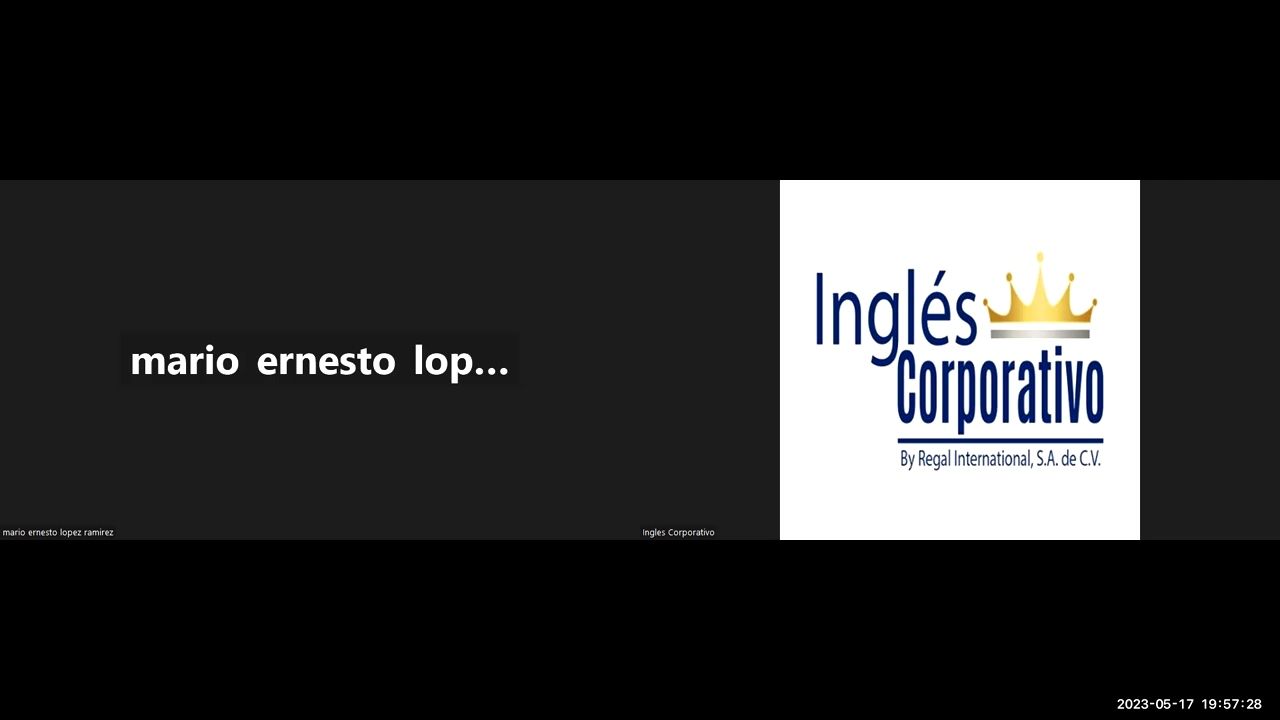 mario ernesto lop...
mario ernesto lopez ramirez
Inglés
Corporativo
By Regal International, S.A. de C.V.
Ingles Corporativo
2023-05-17 19:57:28